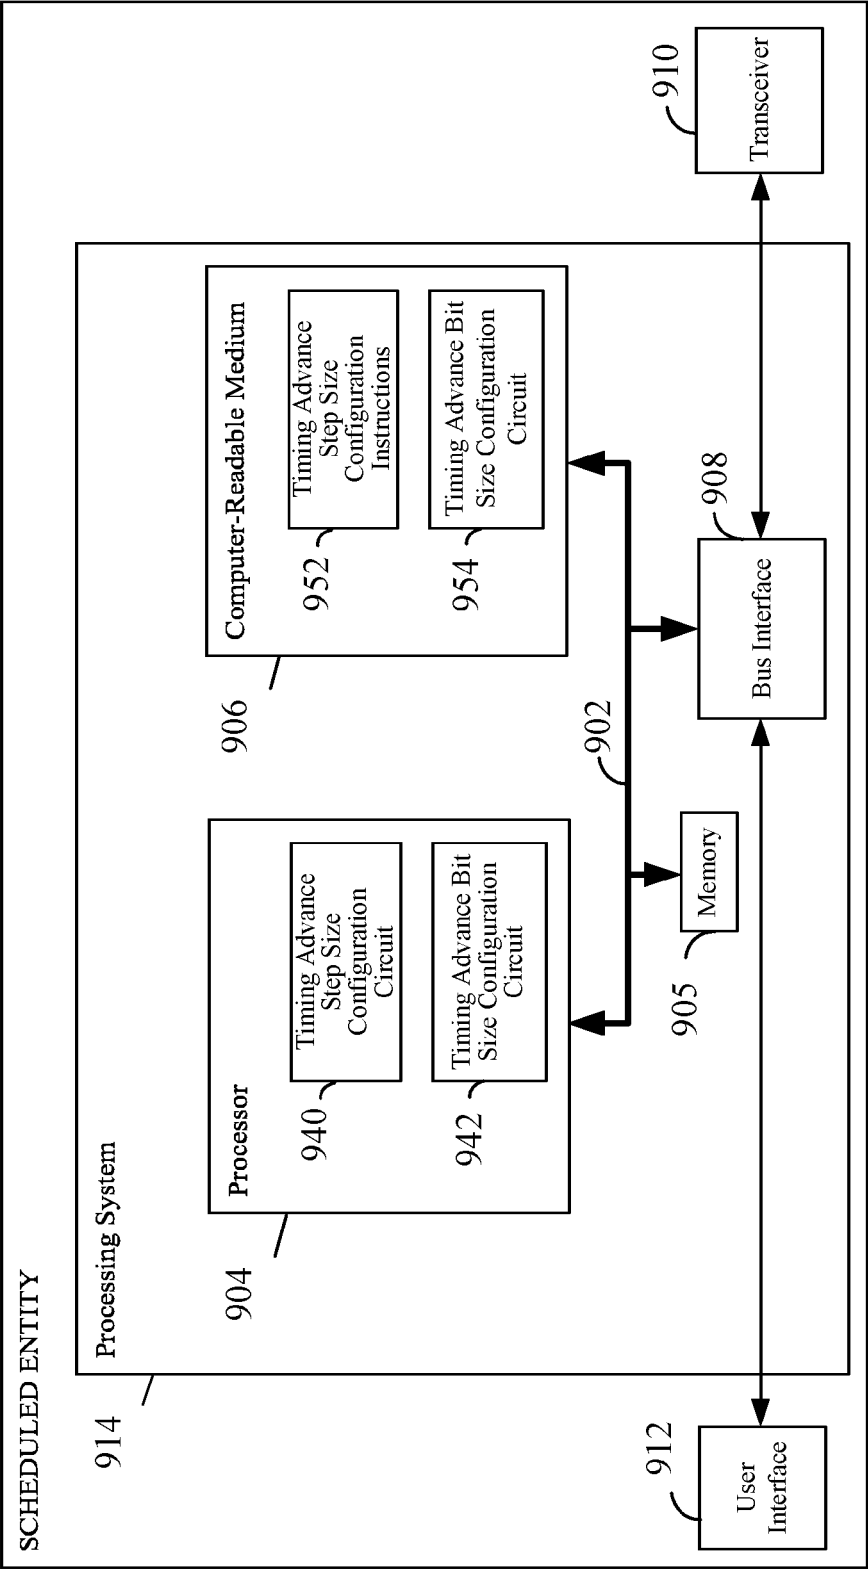 SCHEDULED ENTITY
914
Processing System
904
Processor
940
Timing Advance
Step Size
Configuration
Circuit
942
Timing Advance Bit
Size Configuration
Circuit
906
Computer-Readable Medium
952
Timing Advance
Step Size
Configuration
Instructions
954
Timing Advance Bit
Size Configuration
Circuit
902
905
Memory
908
Bus Interface
912
User
Interface
910
Transceiver